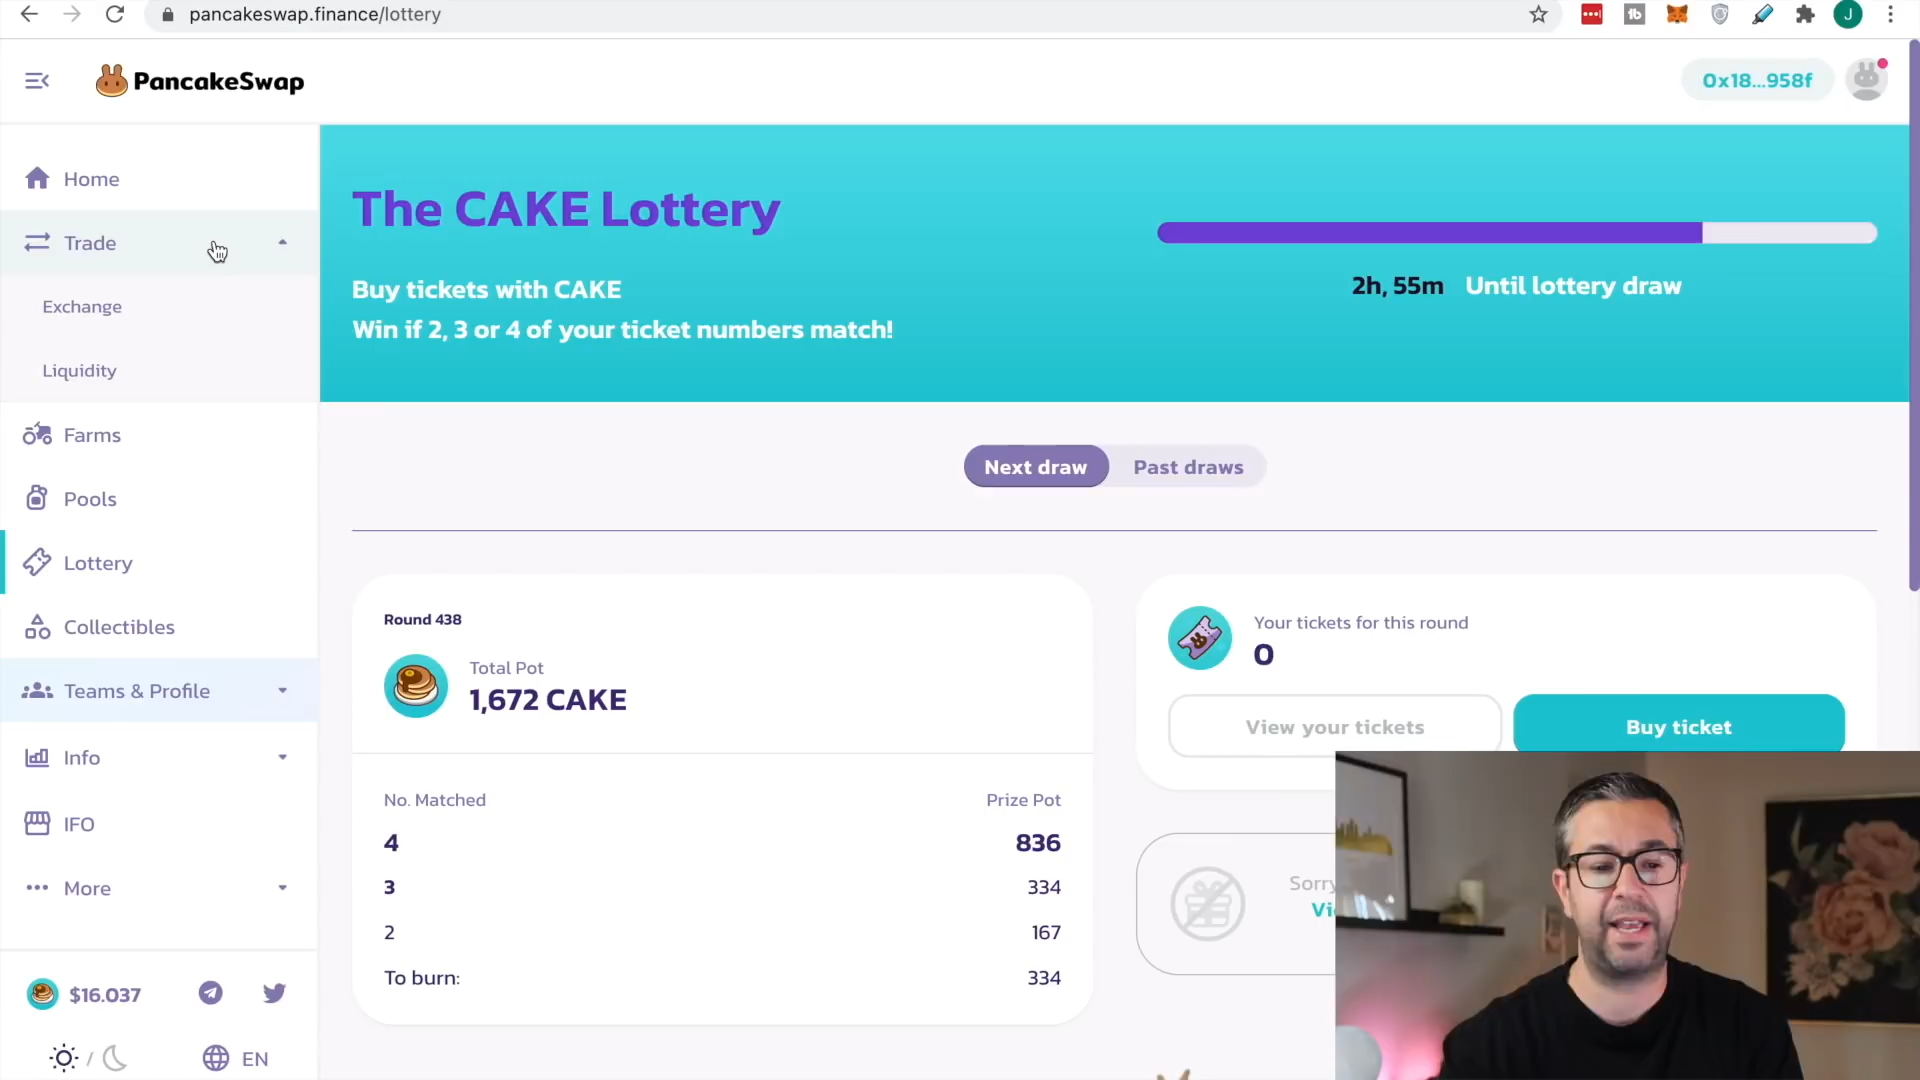 pancakeswap.finance/lottery
J
PancakeSwap
0x18...958f
Home
Trade
Exchange
Liquidity
Farms
Pools
Lottery
Collectibles
Teams & Profile
Info
IFO
More
$16.037
EN
The CAKE Lottery
Buy tickets with CAKE
Win if 2, 3 or 4 of your ticket numbers match!
2h, 55m Until lottery draw
Next draw
Past draws
Round 438
Total Pot
1,672 CAKE
No. Matched Prize Pot
4 836
3 334
2 167
To burn: 334
Your tickets for this round
0
View your tickets
Buy ticket
Sorry